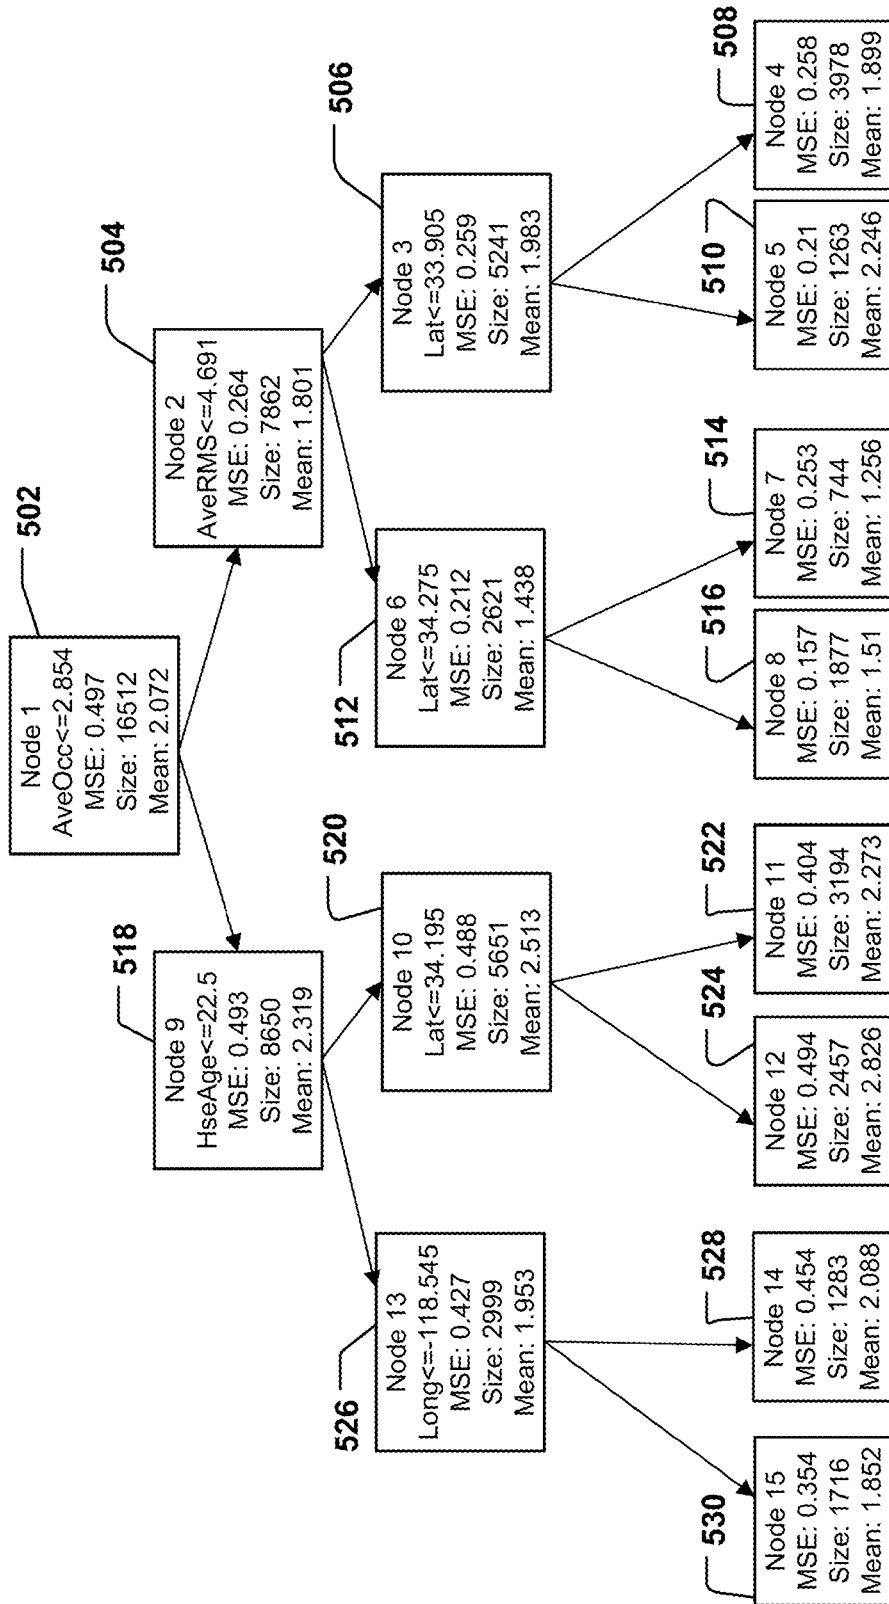 Node 1
AveOcc<=2.854
MSE: 0.497
Size: 16512
Mean: 2.072
502
Node 9
HseAge<=22.5
MSE: 0.493
Size: 8650
Mean: 2.319
518
Node 2
AveRMS<=4.691
MSE: 0.264
Size: 7862
Mean: 1.801
504
Node 13
Long<=-118.545
MSE: 0.427
Size: 2999
Mean: 1.953
526
Node 10
Lat<=34.195
MSE: 0.488
Size: 5651
Mean: 2.513
520
Node 6
Lat<=34.275
MSE: 0.212
Size: 2621
Mean: 1.438
512
Node 3
Lat<=33.905
MSE: 0.259
Size: 5241
Mean: 1.983
506
Node 15
MSE: 0.354
Size: 1716
Mean: 1.852
530
Node 14
MSE: 0.454
Size: 1283
Mean: 2.088
528
Node 12
MSE: 0.494
Size: 2457
Mean: 2.826
524
Node 11
MSE: 0.404
Size: 3194
Mean: 2.273
522
Node 8
MSE: 0.157
Size: 1877
Mean: 1.51
516
Node 7
MSE: 0.253
Size: 744
Mean: 1.256
514
Node 5
MSE: 0.21
Size: 1263
Mean: 2.246
510
Node 4
MSE: 0.258
Size: 3978
Mean: 1.899
508